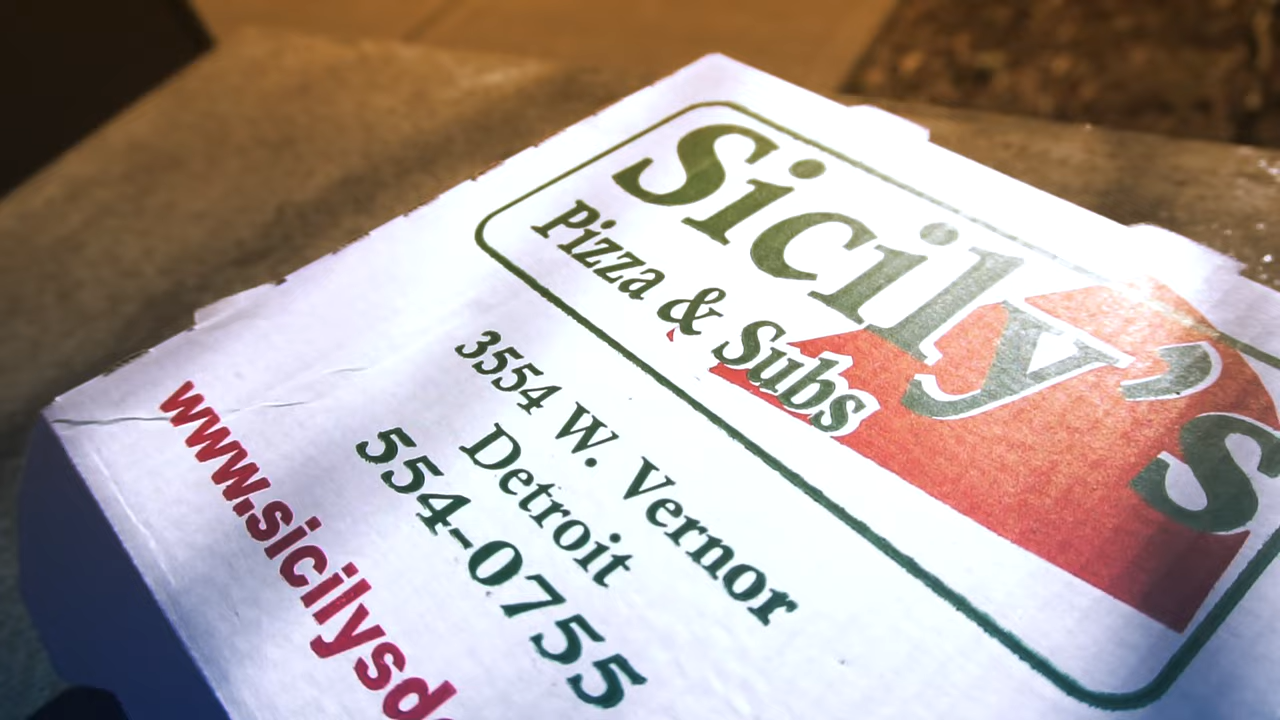 Sicily's
Pizza & Subs
3554 W. Vernor
Detroit
554-0755
www.sicilysd